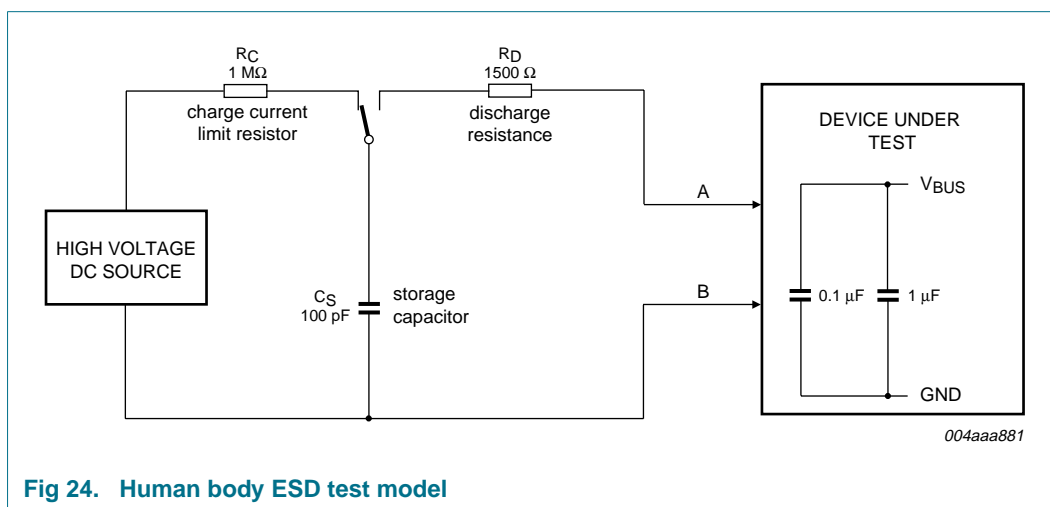 RC
1 MΩ
charge current
limit resistor
RD
1500 Ω
discharge
resistance
DEVICE UNDER
TEST
VBUS
A
HIGH VOLTAGE
DC SOURCE
CS
100 pF
storage
capacitor
B
0.1 μF
1 μF
GND
004aaa881
Fig 24. Human body ESD test model